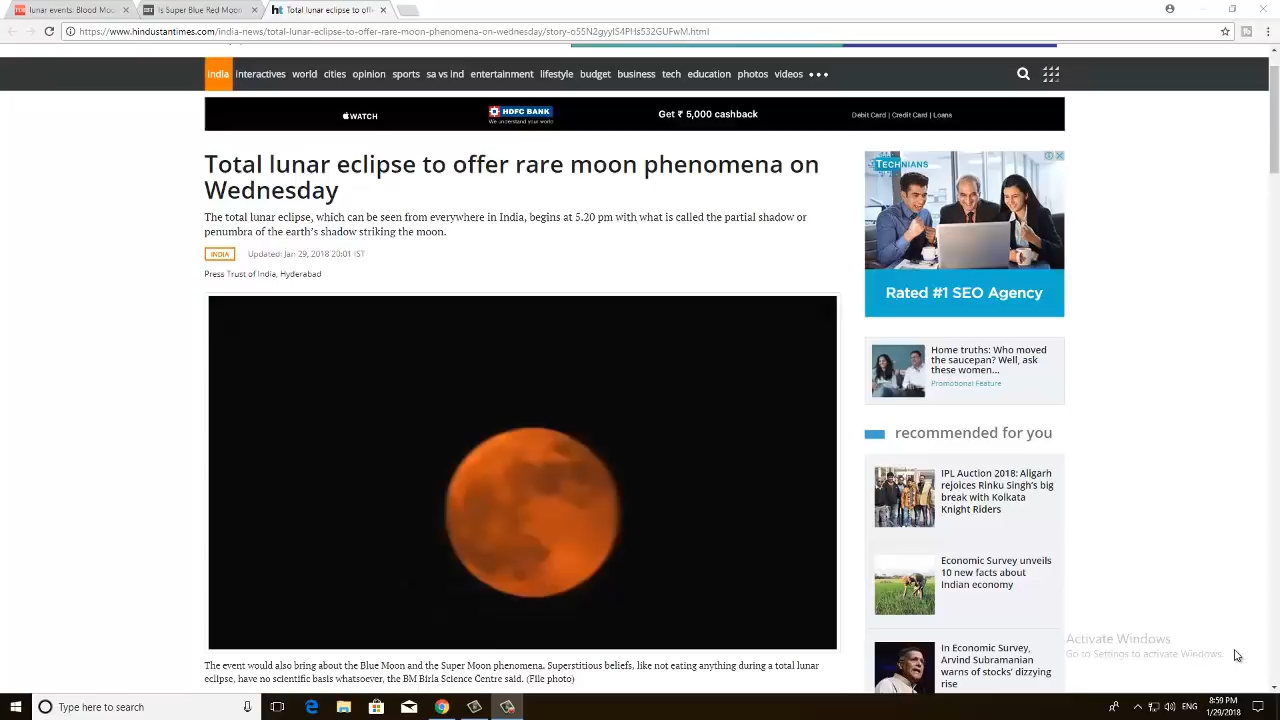 lunar events: Blood Moon
Is Super Blood Moon E
ht Total lunar eclipse to offe
https://www.hindustantimes.com/india-news/total-lunar-eclipse-to-offer-rare-moon-phenomena-on-wednesday/
india interactives world cities opinion sports sa vs ind entertainment lifestyle budget business tech education photos videos
WATCH HDFC BANK Get ₹ 5,000 cashback Debit Card | Credit Card | Loans
We understand your world
Total lunar eclipse to offer rare moon phenomena on
Wednesday
The total lunar eclipse, which can be seen from everywhere in India, begins at 5.20 pm with what is called the partial shadow or
penumbra of the earth's shadow striking the moon.
INDIA Updated: Jan 29, 2018 20:01 IST
Press Trust of India, Hyderabad
The event would also bring about the Blue Moon and the Super Moon phenomena. Superstitious beliefs, like not eating anything during a total lunar
eclipse, have no scientific basis whatsoever, the BM Birla Science Centre said. (File photo)
TECHNIANS
Rated #1 SEO Agency
Home truths: Who moved
the saucepan? Well, ask
these women...
Promotional Feature
recommended for you
IPL Auction 2018: Aligarh
rejoices Rinku Singh's big
break with Kolkata
Knight Riders
Economic Survey unveils
10 new facts about
Indian economy
In Economic Survey,
Arvind Subramanian
warns of stocks' dizzying
rise
Activate Windows
Go to Settings to activate Windows.
Type here to search
8:59 PM
1/29/2018